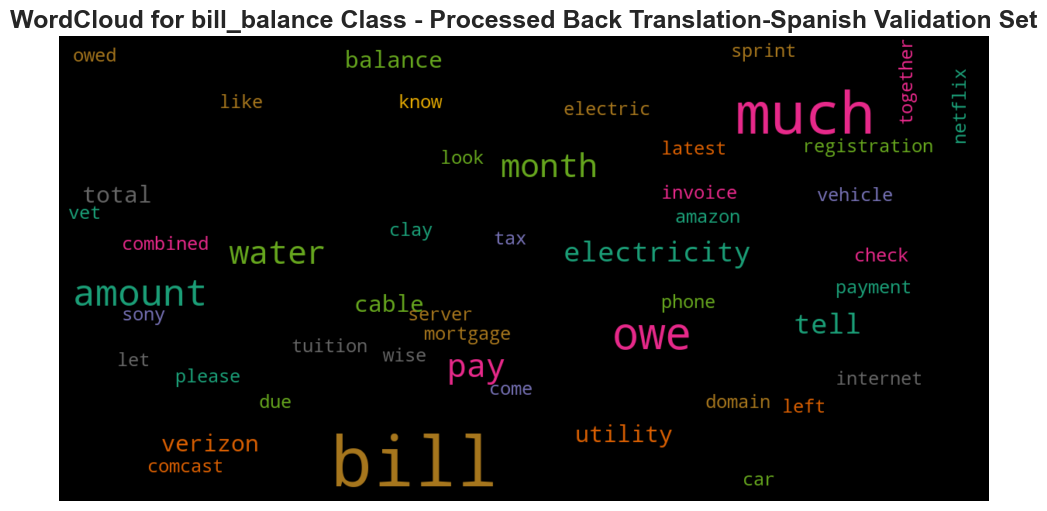 WordCloud for bill_balance Class - Processed Back Translation-Spanish Validation Set
owed
balance
sprint
together
netflix
like
know
electric
much
look
month
latest
registration
total
invoice
vehicle
vet
amazon
combined
clay
tax
water
electricity
check
amount
cable
phone
payment
sony
server
mortgage
owe
tell
tuition
wise
let
pay
please
come
internet
due
domain
left
verizon
utility
comcast
bill
car